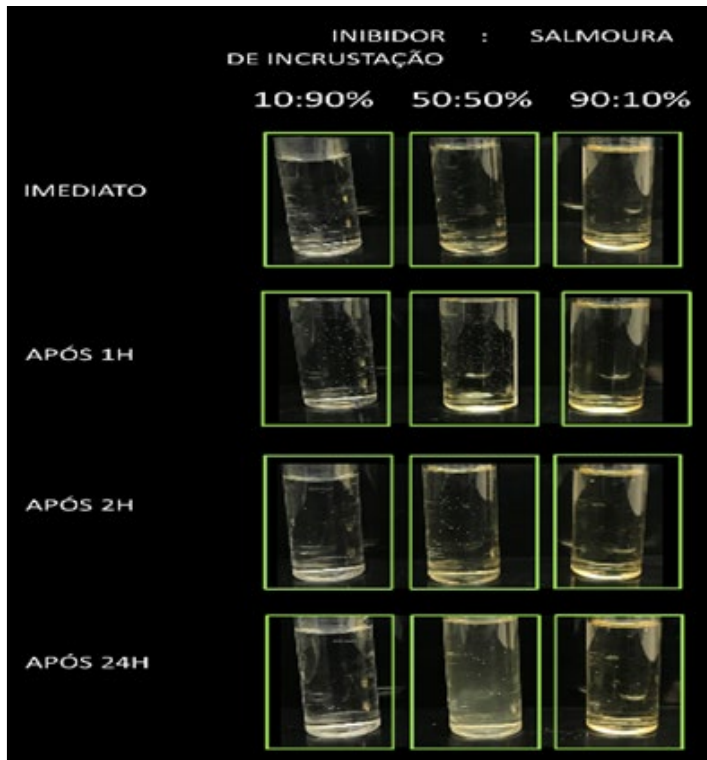 INIBIDOR : SALMOURA
DE INCRUSTAÇÃO
10:90% 50:50% 90:10%
IMEDIATO
APÓS 1H
APÓS 2H
APÓS 24H